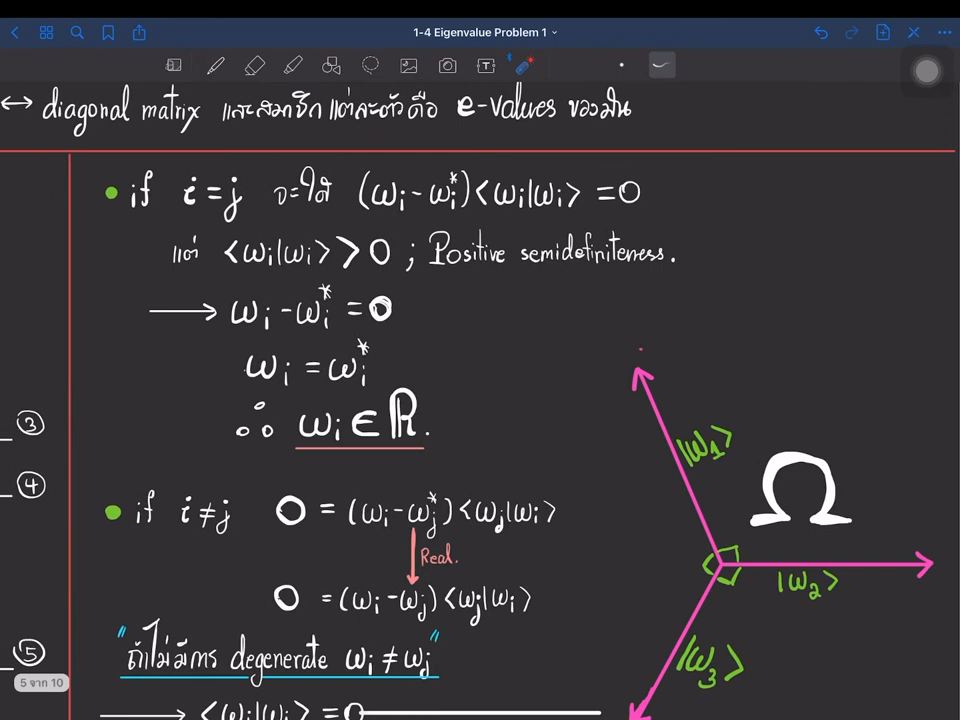 1-4 Eigenvalue Problem 1
↔ diagonal matrix และสมาชิกแต่ละตัวคือ e-values ของมัน
• if i = j จะได้ (ωᵢ - ωᵢ*) <ωᵢ|ωᵢ> = 0
แต่ <ωᵢ|ωᵢ> > 0 ; Positive semidefiniteness.
→ ωᵢ - ωᵢ* = 0
ωᵢ = ωᵢ*
∴ ωᵢ ∈ ℝ.
③
④
• if i ≠ j 0 = (ωᵢ - ωⱼ*) <ωⱼ|ωᵢ>
Real.
0 = (ωᵢ - ωⱼ) <ωⱼ|ωᵢ>
⑤
"ถ้าไม่มีการ degenerate ωᵢ ≠ ωⱼ"
→ <ωⱼ|ωᵢ> = 0
|ω₁>
Ω
|ω₂>
|ω₃>
5 จาก 10